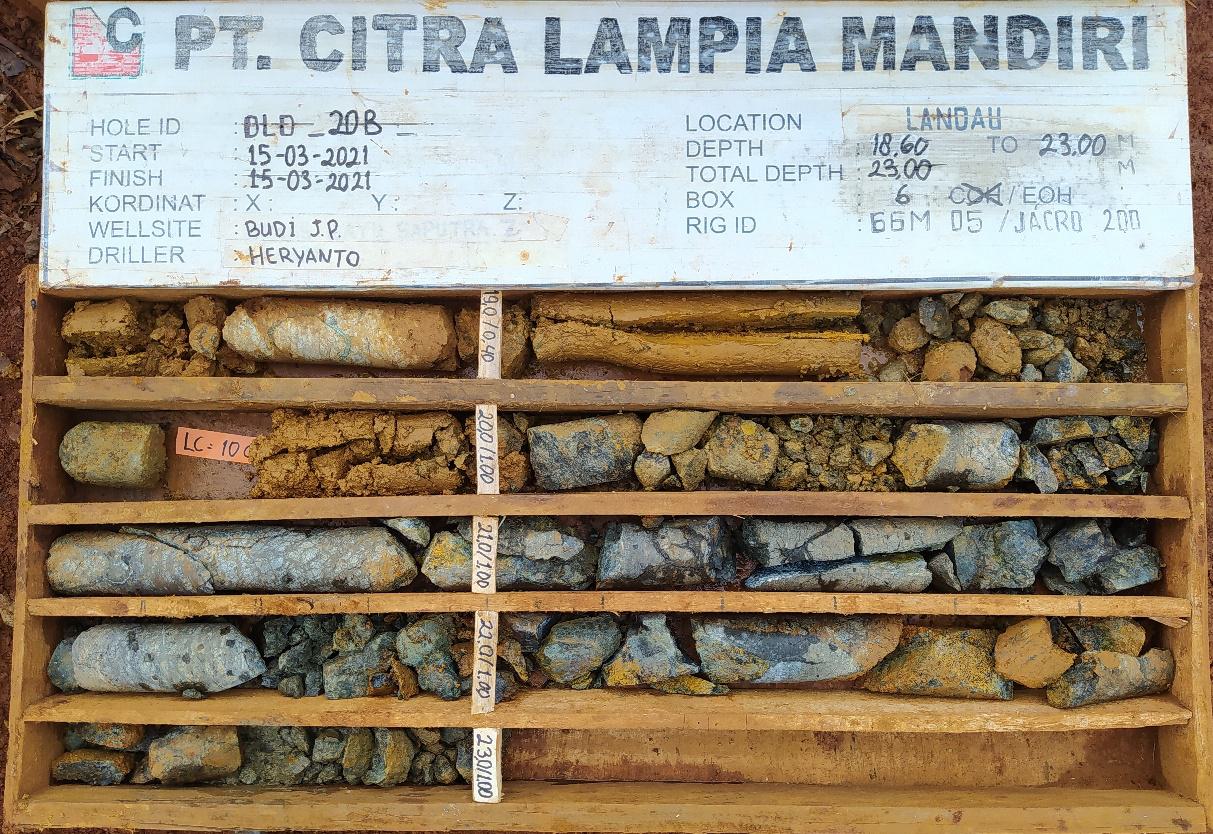 LC PT. CITRA LAMPIA MANDIRI
HOLE ID : DLD _ 20B _
START : 15-03-2021
FINISH : 15-03-2021
KORDINAT : X : Y : Z:
WELLSITE : BUDI J.P.
DRILLER : HERYANTO
LOCATION LANDAU
DEPTH : 18.60 TO 23.00 M
TOTAL DEPTH : 23,00 M
BOX 6 / EOH
RIG ID : GGM 05 / JACRO 200
19.0/0.40
LC = 10
20.0/1.00
21.0/1.00
22.0/1.00
23.0/1.00